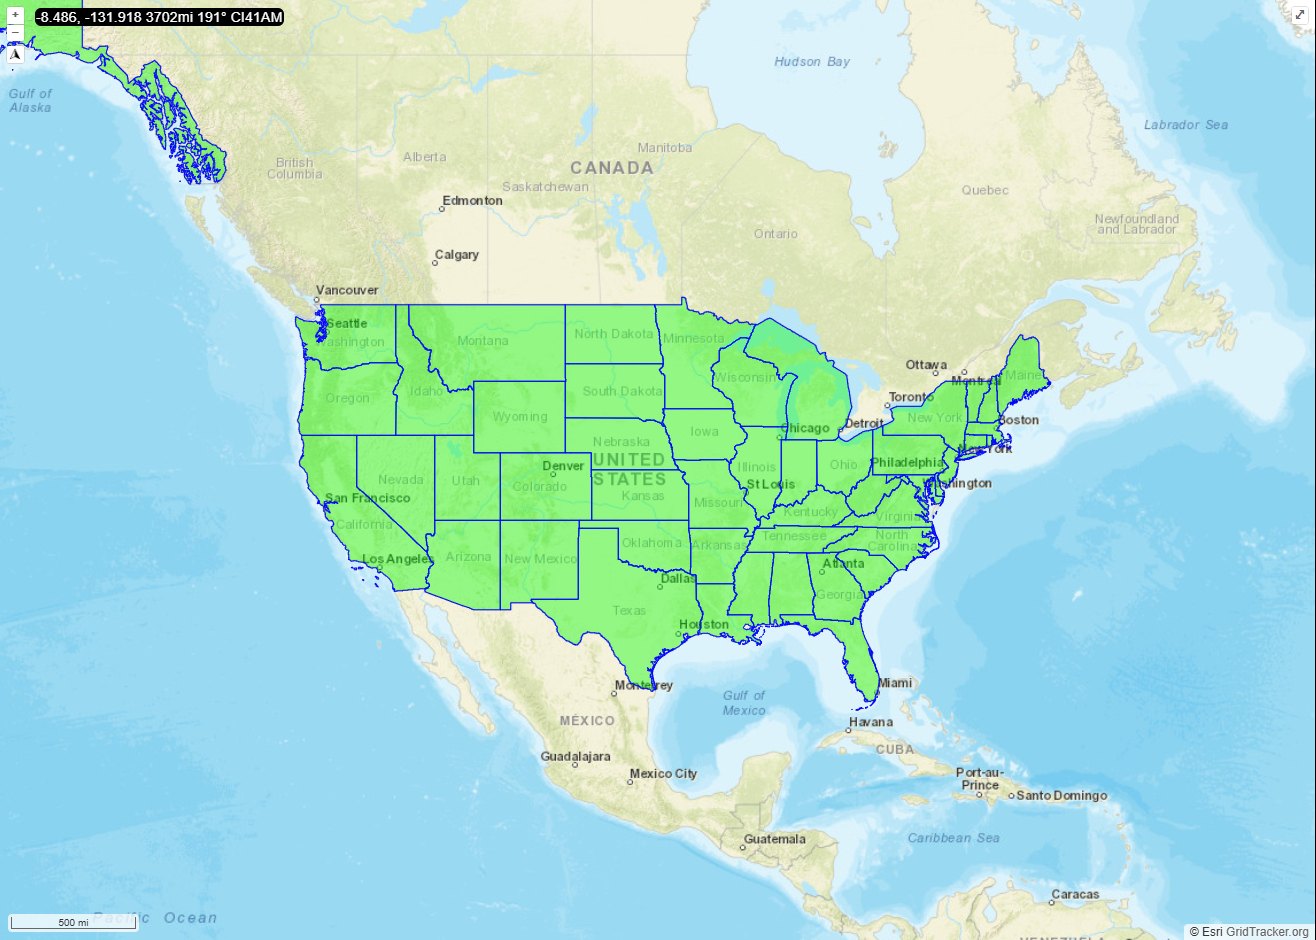 +
-8.486, -131.918 3702mi 191° CI41AM
−
Hudson Bay
Gulf of
Alaska
Labrador Sea
Manitoba
Alberta
British
Columbia
CANADA
Saskatchewan
Quebec
Edmonton
Newfoundland
and Labrador
Ontario
Calgary
Vancouver
Seattle
Washington
North Dakota
Minnesota
Montana
Ottawa
Montreal
Maine
Wisconsin
Idaho
South Dakota
Oregon
Toronto
Wyoming
New York
Boston
Detroit
Chicago
Iowa
Nebraska
New York
UNITED
STATES
Denver
Illinois
Ohio
Philadelphia
Nevada
Utah
Colorado
St Louis
Washington
Kansas
San Francisco
Missouri
Kentucky
Virginia
California
North
Carolina
Tennessee
Oklahoma
Arkansas
Los Angeles
Arizona
New Mexico
Atlanta
Dallas
Georgia
Texas
Houston
Monterrey
Miami
Gulf of
Mexico
MÉXICO
Havana
CUBA
Guadalajara
Mexico City
Port-au-
Prince
Santo Domingo
Guatemala
Caribbean Sea
Caracas
Pacific Ocean
500 mi
© Esri GridTracker.org
VENEZUELA